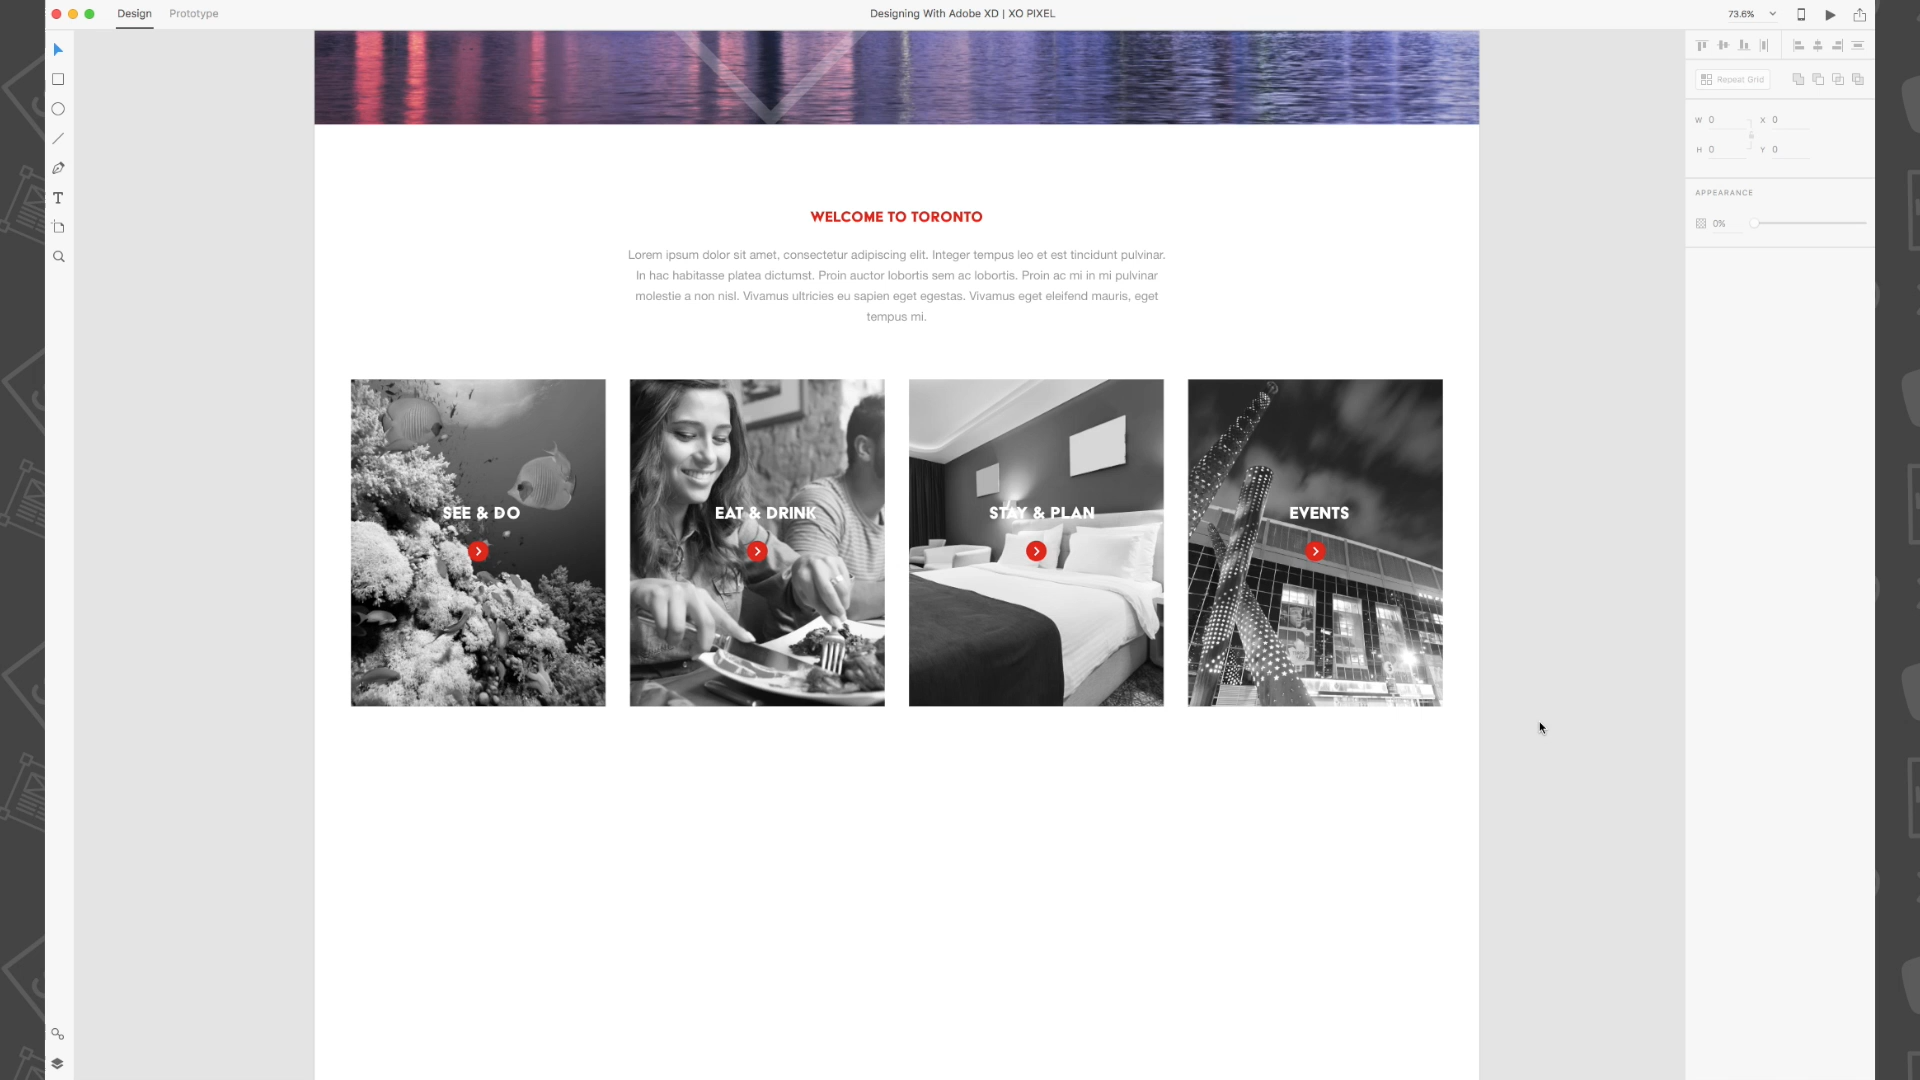 Design
Prototype
Designing With Adobe XD | XO PIXEL
73.6%
Repeat Grid
W 0
X 0
H 0
Y 0
APPEARANCE
0%
WELCOME TO TORONTO
Lorem ipsum dolor sit amet, consectetur adipiscing elit. Integer tempus leo et est tincidunt pulvinar.
In hac habitasse platea dictumst. Proin auctor lobortis sem ac lobortis. Proin ac mi in mi pulvinar
molestie a non nisl. Vivamus ultricies eu sapien eget egestas. Vivamus eget eleifend mauris, eget
tempus mi.
SEE & DO
EAT & DRINK
STAY & PLAN
EVENTS